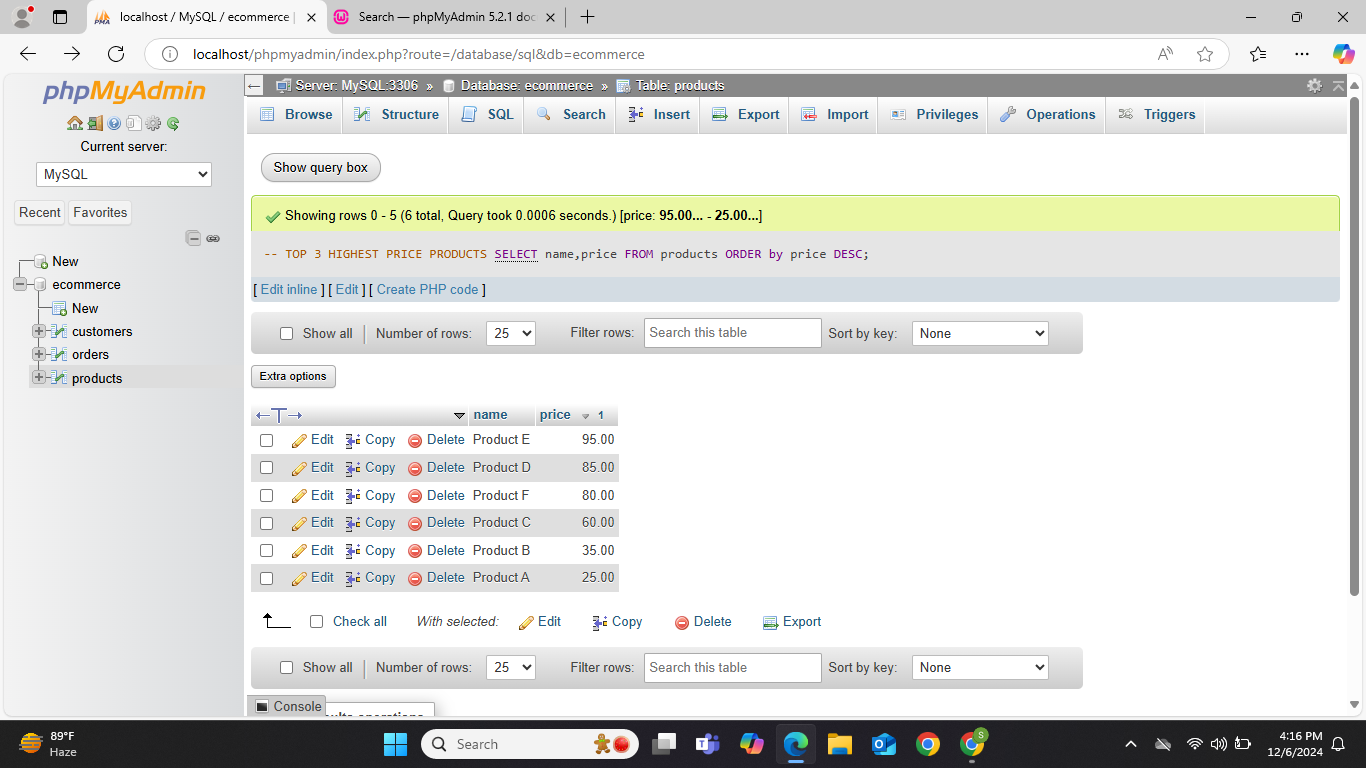 localhost / MySQL / ecommerce |
Search — phpMyAdmin 5.2.1 doc
localhost/phpmyadmin/index.php?route=/database/sql&db=ecommerce
phpMyAdmin
Current server:
MySQL
Recent Favorites
New
ecommerce
New
customers
orders
products
Server: MySQL:3306 » Database: ecommerce » Table: products
Browse Structure SQL Search Insert Export Import Privileges Operations Triggers
Show query box
Showing rows 0 - 5 (6 total, Query took 0.0006 seconds.) [price: 95.00... - 25.00...]
-- TOP 3 HIGHEST PRICE PRODUCTS SELECT name,price FROM products ORDER by price DESC;
[ Edit inline ] [ Edit ] [ Create PHP code ]
Show all Number of rows: 25 Filter rows: Search this table Sort by key: None
Extra options
name price 1
Edit Copy Delete Product E 95.00
Edit Copy Delete Product D 85.00
Edit Copy Delete Product F 80.00
Edit Copy Delete Product C 60.00
Edit Copy Delete Product B 35.00
Edit Copy Delete Product A 25.00
Check all With selected: Edit Copy Delete Export
Show all Number of rows: 25 Filter rows: Search this table Sort by key: None
Console
89°F
Haze
Search
S
4:16 PM
12/6/2024